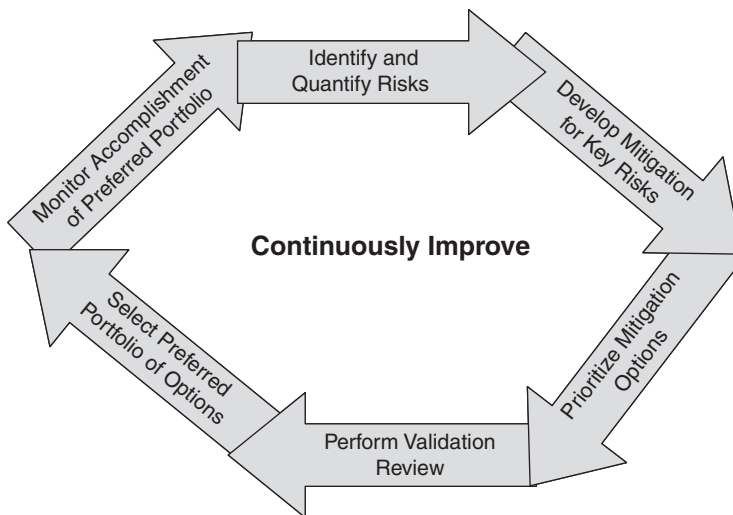 Identify and
Quantify Risks
Develop Mitigation
for Key Risks
Prioritize Mitigation
Options
Perform Validation
Review
Select Preferred
Portfolio of Options
Monitor Accomplishment
of Preferred Portfolio
Continuously Improve